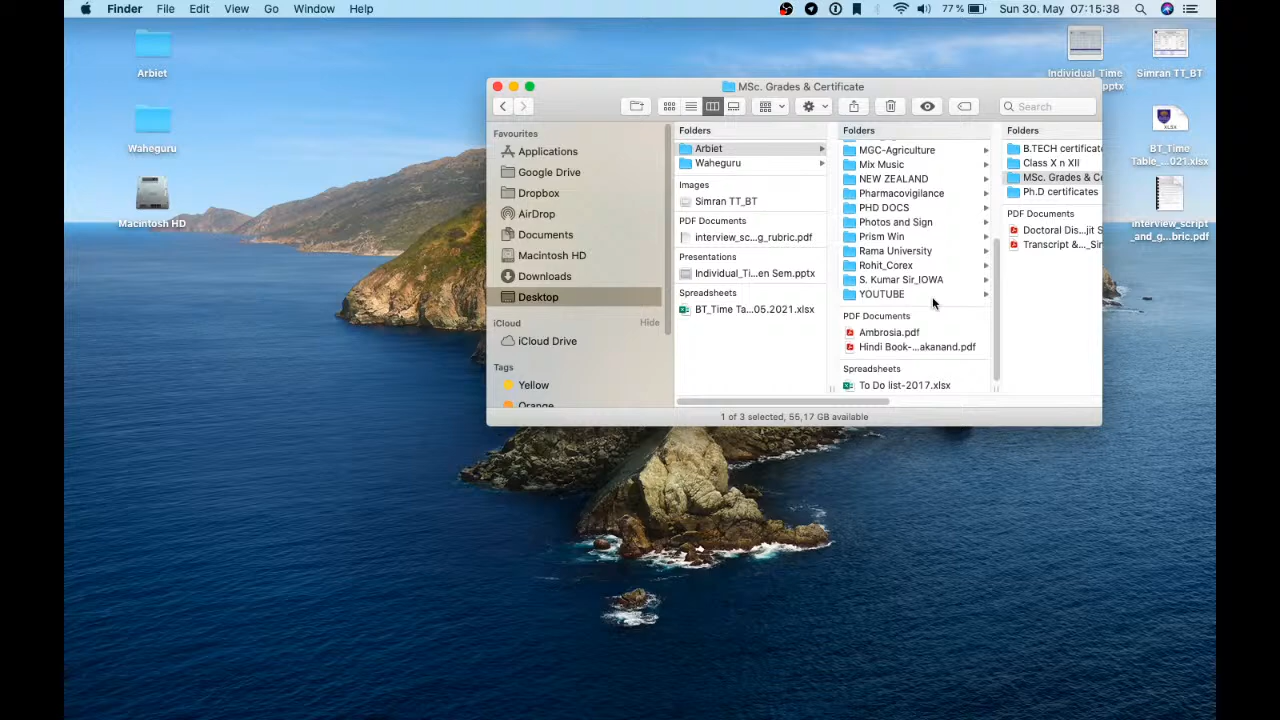 Finder File Edit View Go Window Help 77 % Sun 30. May 07:15:38
Arbiet
Waheguru
Macintosh HD
Individual_Time
pptx
Simran TT_BT
BT_Time
Table_...021.xlsx
interview_script
_and_g...bric.pdf
MSc. Grades & Certificate
Search
Favourites
Applications
Google Drive
Dropbox
AirDrop
Documents
Macintosh HD
Downloads
Desktop
iCloud Hide
iCloud Drive
Tags
Yellow
Orange
Folders
Arbiet
Waheguru
Images
Simran TT_BT
PDF Documents
interview_sc...g_rubric.pdf
Presentations
Individual_Ti...en Sem.pptx
Spreadsheets
BT_Time Ta...05.2021.xlsx
Folders
MGC-Agriculture
Mix Music
NEW ZEALAND
Pharmacovigilance
PHD DOCS
Photos and Sign
Prism Win
Rama University
Rohit_Corex
S. Kumar Sir_IOWA
YOUTUBE
PDF Documents
Ambrosia.pdf
Hindi Book-...akanand.pdf
Spreadsheets
To Do list-2017.xlsx
Folders
B.TECH certificate
Class X n XII
MSc. Grades & Ce
Ph.D certificates
PDF Documents
Doctoral Dis...jit S
Transcript &..._Sir
1 of 3 selected, 55,17 GB available